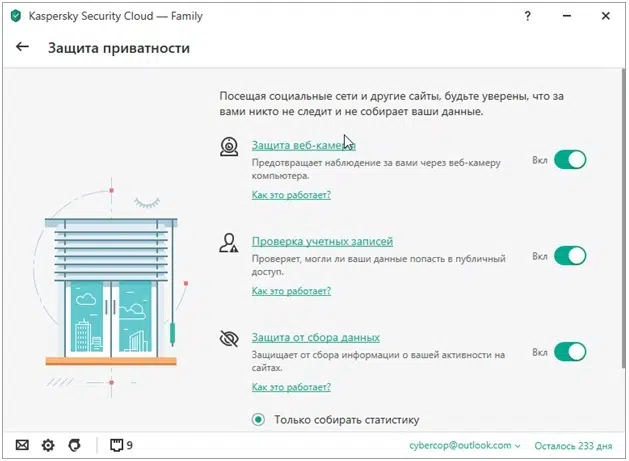 Kaspersky Security Cloud — Family
Защита приватности
Посещая социальные сети и другие сайты, будьте уверены, что за
вами никто не следит и не собирает ваши данные.
Защита веб-камеры
Вкл
Предотвращает наблюдение за вами через веб-камеру
компьютера.
Как это работает?
Проверка учетных записей
Вкл
Проверяет, могли ли ваши данные попасть в публичный
доступ.
Как это работает?
Защита от сбора данных
Вкл
Защищает от сбора информации о вашей активности на
сайтах.
Как это работает?
Только собирать статистику
9
cybercop@outlook.com
Осталось 233 дня